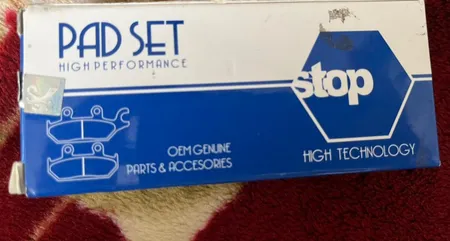 PAD SET
HIGH PERFORMANCE
stop
OEM GENUINE
PARTS & ACCESORIES
HIGH TECHNOLOGY